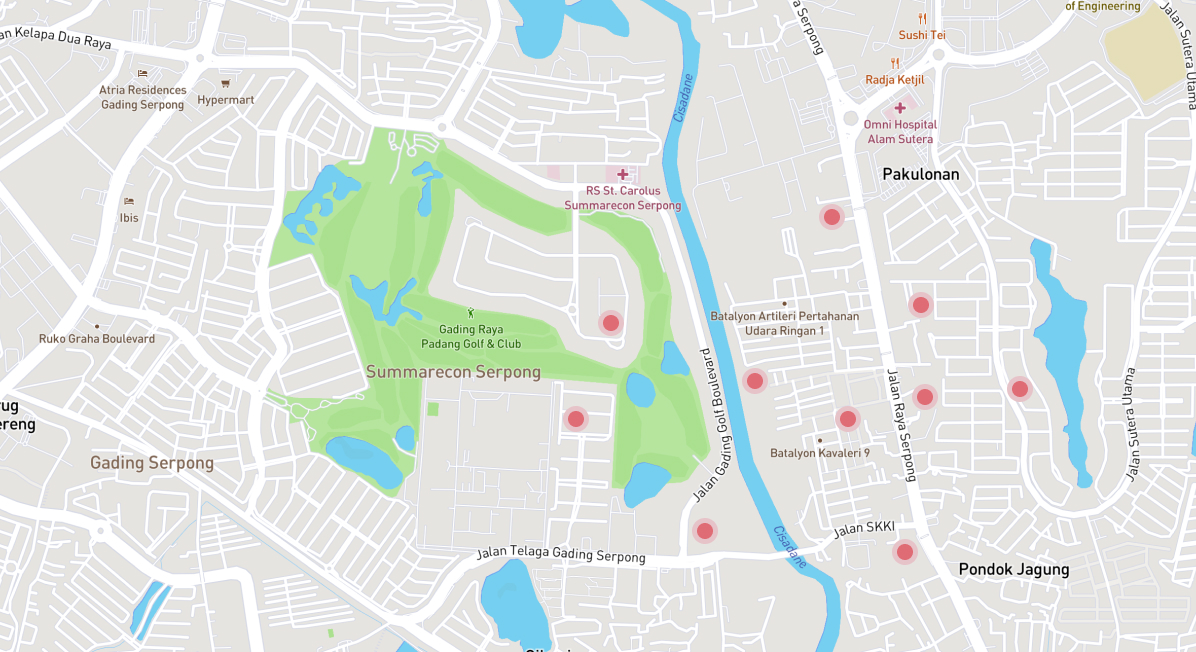 of Engineering
Jalan Sutera Utama
a Serpong
Sushi Tei
an Kelapa Dua Raya
Radja Ketjil
Atria Residences
Gading Serpong
Hypermart
Cisadane
Omni Hospital
Alam Sutera
Pakulonan
RS St. Carolus
Summarecon Serpong
Ibis
Batalyon Artileri Pertahanan
Udara Ringan 1
Gading Raya
Padang Golf & Club
Ruko Graha Boulevard
Summarecon Serpong
Jalan Gading Golf Boulevard
Jalan Raya Serpong
Jalan Sutera Utama
ug
ereng
Batalyon Kavaleri 9
Gading Serpong
Jalan SKKI
Cisadane
Jalan Telaga Gading Serpong
Pondok Jagung